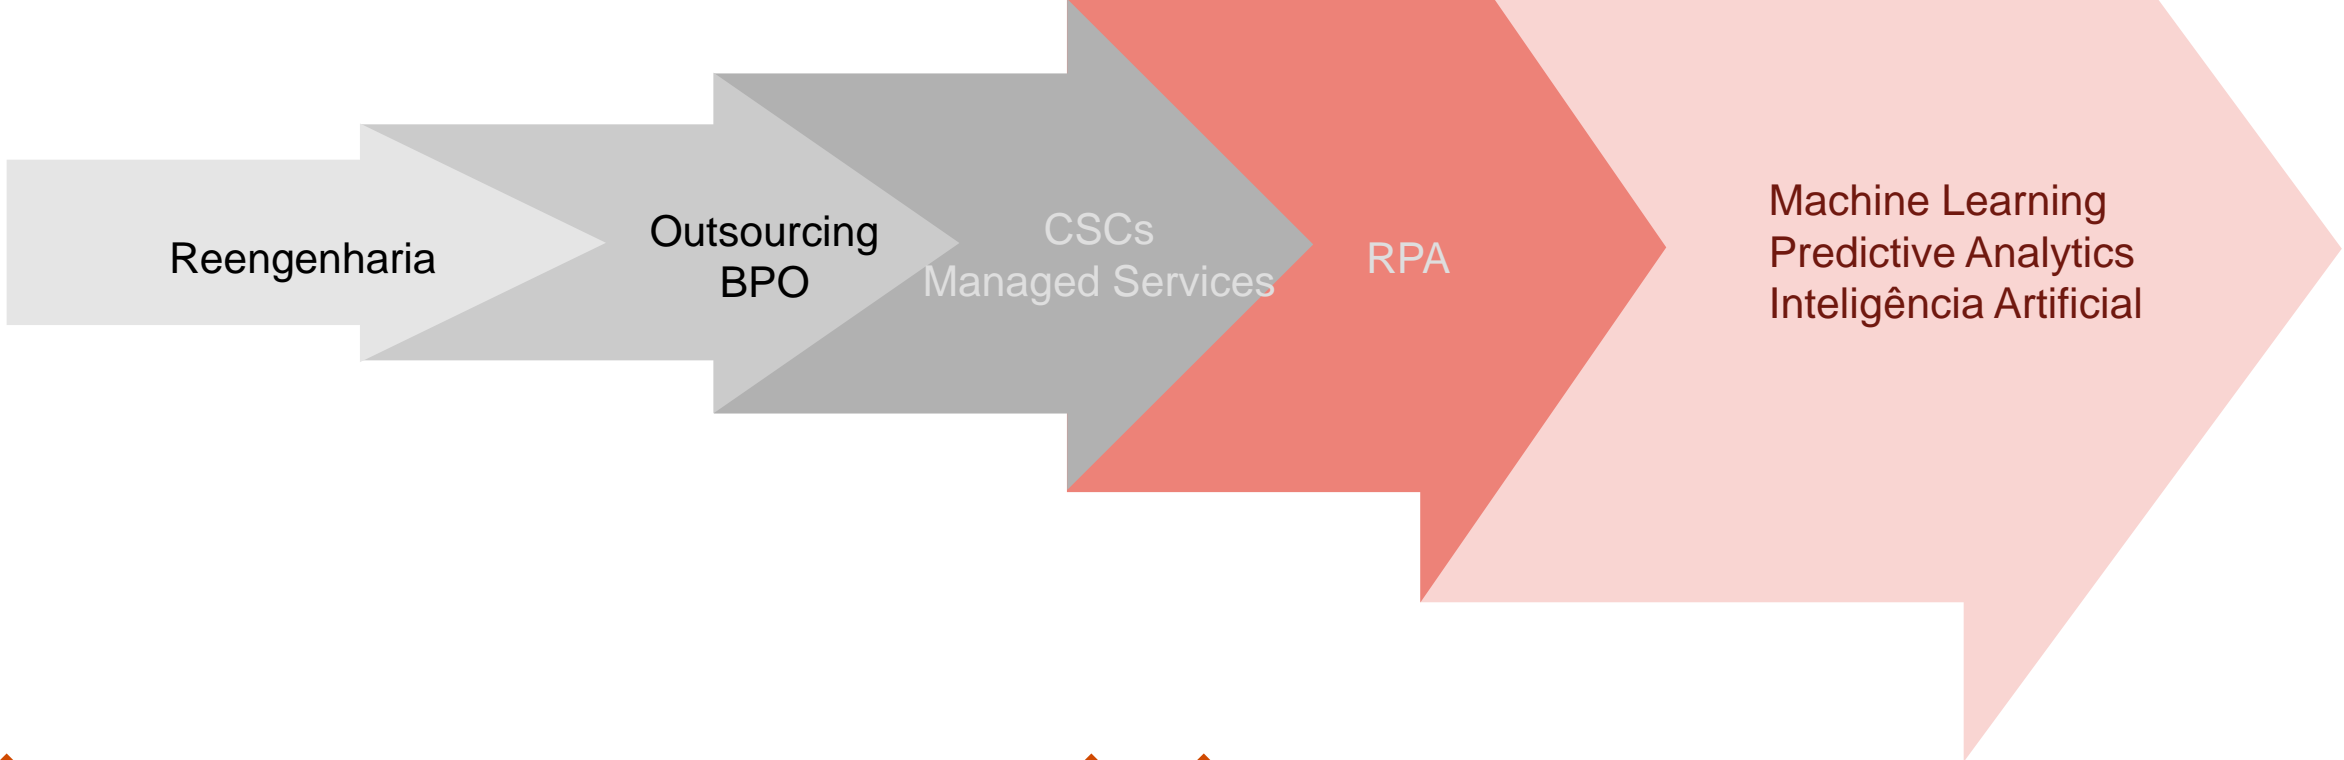 Reengenharia
Outsourcing
BPO
CSCs
Managed Services
RPA
Machine Learning
Predictive Analytics
Inteligência Artificial